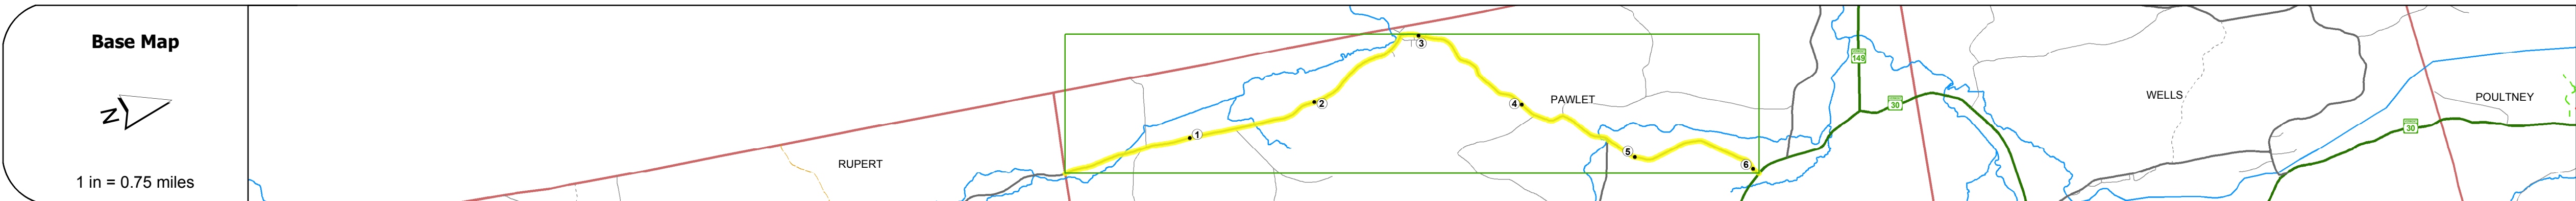 Base Map
N
1 in = 0.75 miles
RUPERT
1
2
3
4
5
6
PAWLET
149
30
WELLS
30
POULTNEY